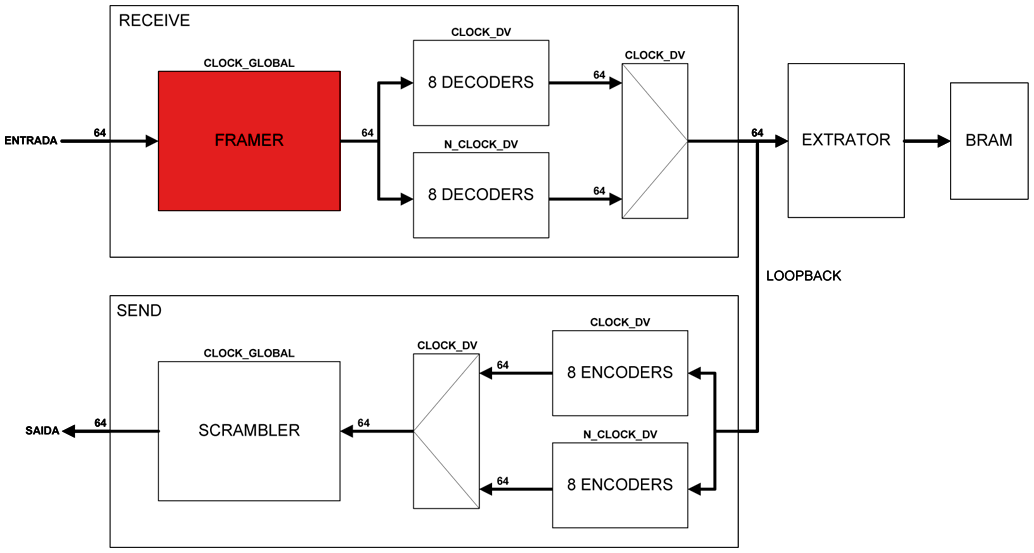 RECEIVE
CLOCK_GLOBAL
CLOCK_DV
CLOCK_DV
ENTRADA
64
FRAMER
64
8 DECODERS
64
N_CLOCK_DV
8 DECODERS
64
64
EXTRATOR
BRAM
LOOPBACK
SEND
CLOCK_GLOBAL
CLOCK_DV
CLOCK_DV
SAIDA
64
SCRAMBLER
64
64
8 ENCODERS
N_CLOCK_DV
64
8 ENCODERS